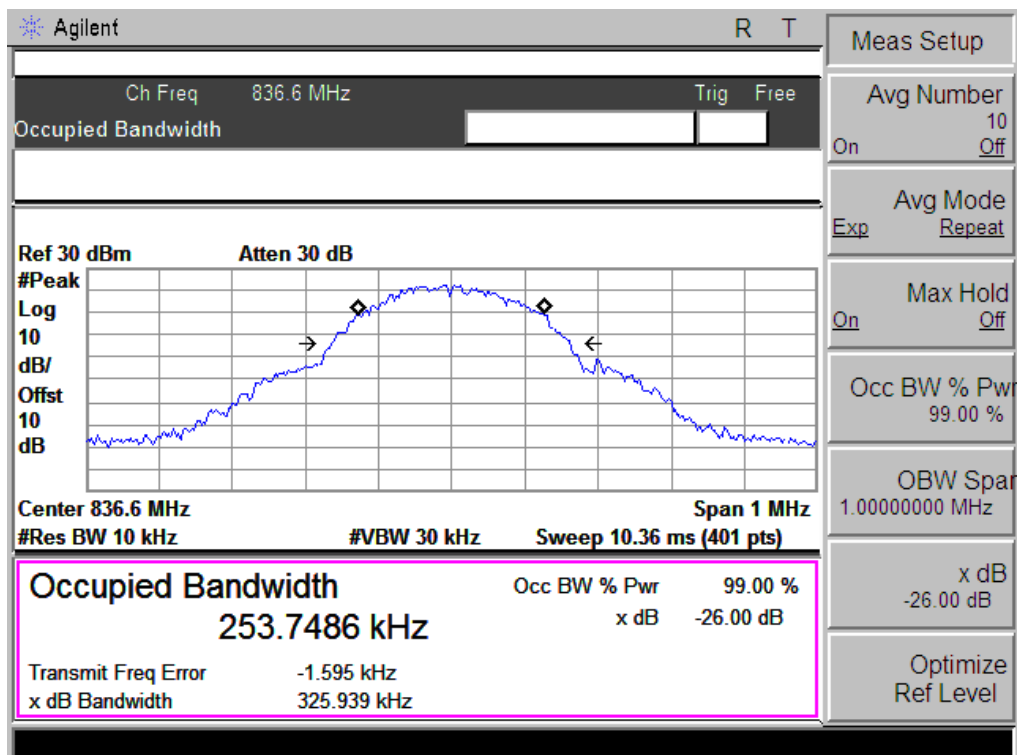 Agilent R T
Ch Freq 836.6 MHz Trig Free
Occupied Bandwidth
Ref 30 dBm Atten 30 dB
#Peak
Log
10
dB/
Offst
10
dB
Center 836.6 MHz Span 1 MHz
#Res BW 10 kHz #VBW 30 kHz Sweep 10.36 ms (401 pts)
Occupied Bandwidth
253.7486 kHz
Occ BW % Pwr 99.00 %
x dB -26.00 dB
Transmit Freq Error -1.595 kHz
x dB Bandwidth 325.939 kHz
Meas Setup
Avg Number
10
On Off
Avg Mode
Exp Repeat
Max Hold
On Off
Occ BW % Pwr
99.00 %
OBW Span
1.00000000 MHz
x dB
-26.00 dB
Optimize
Ref Level